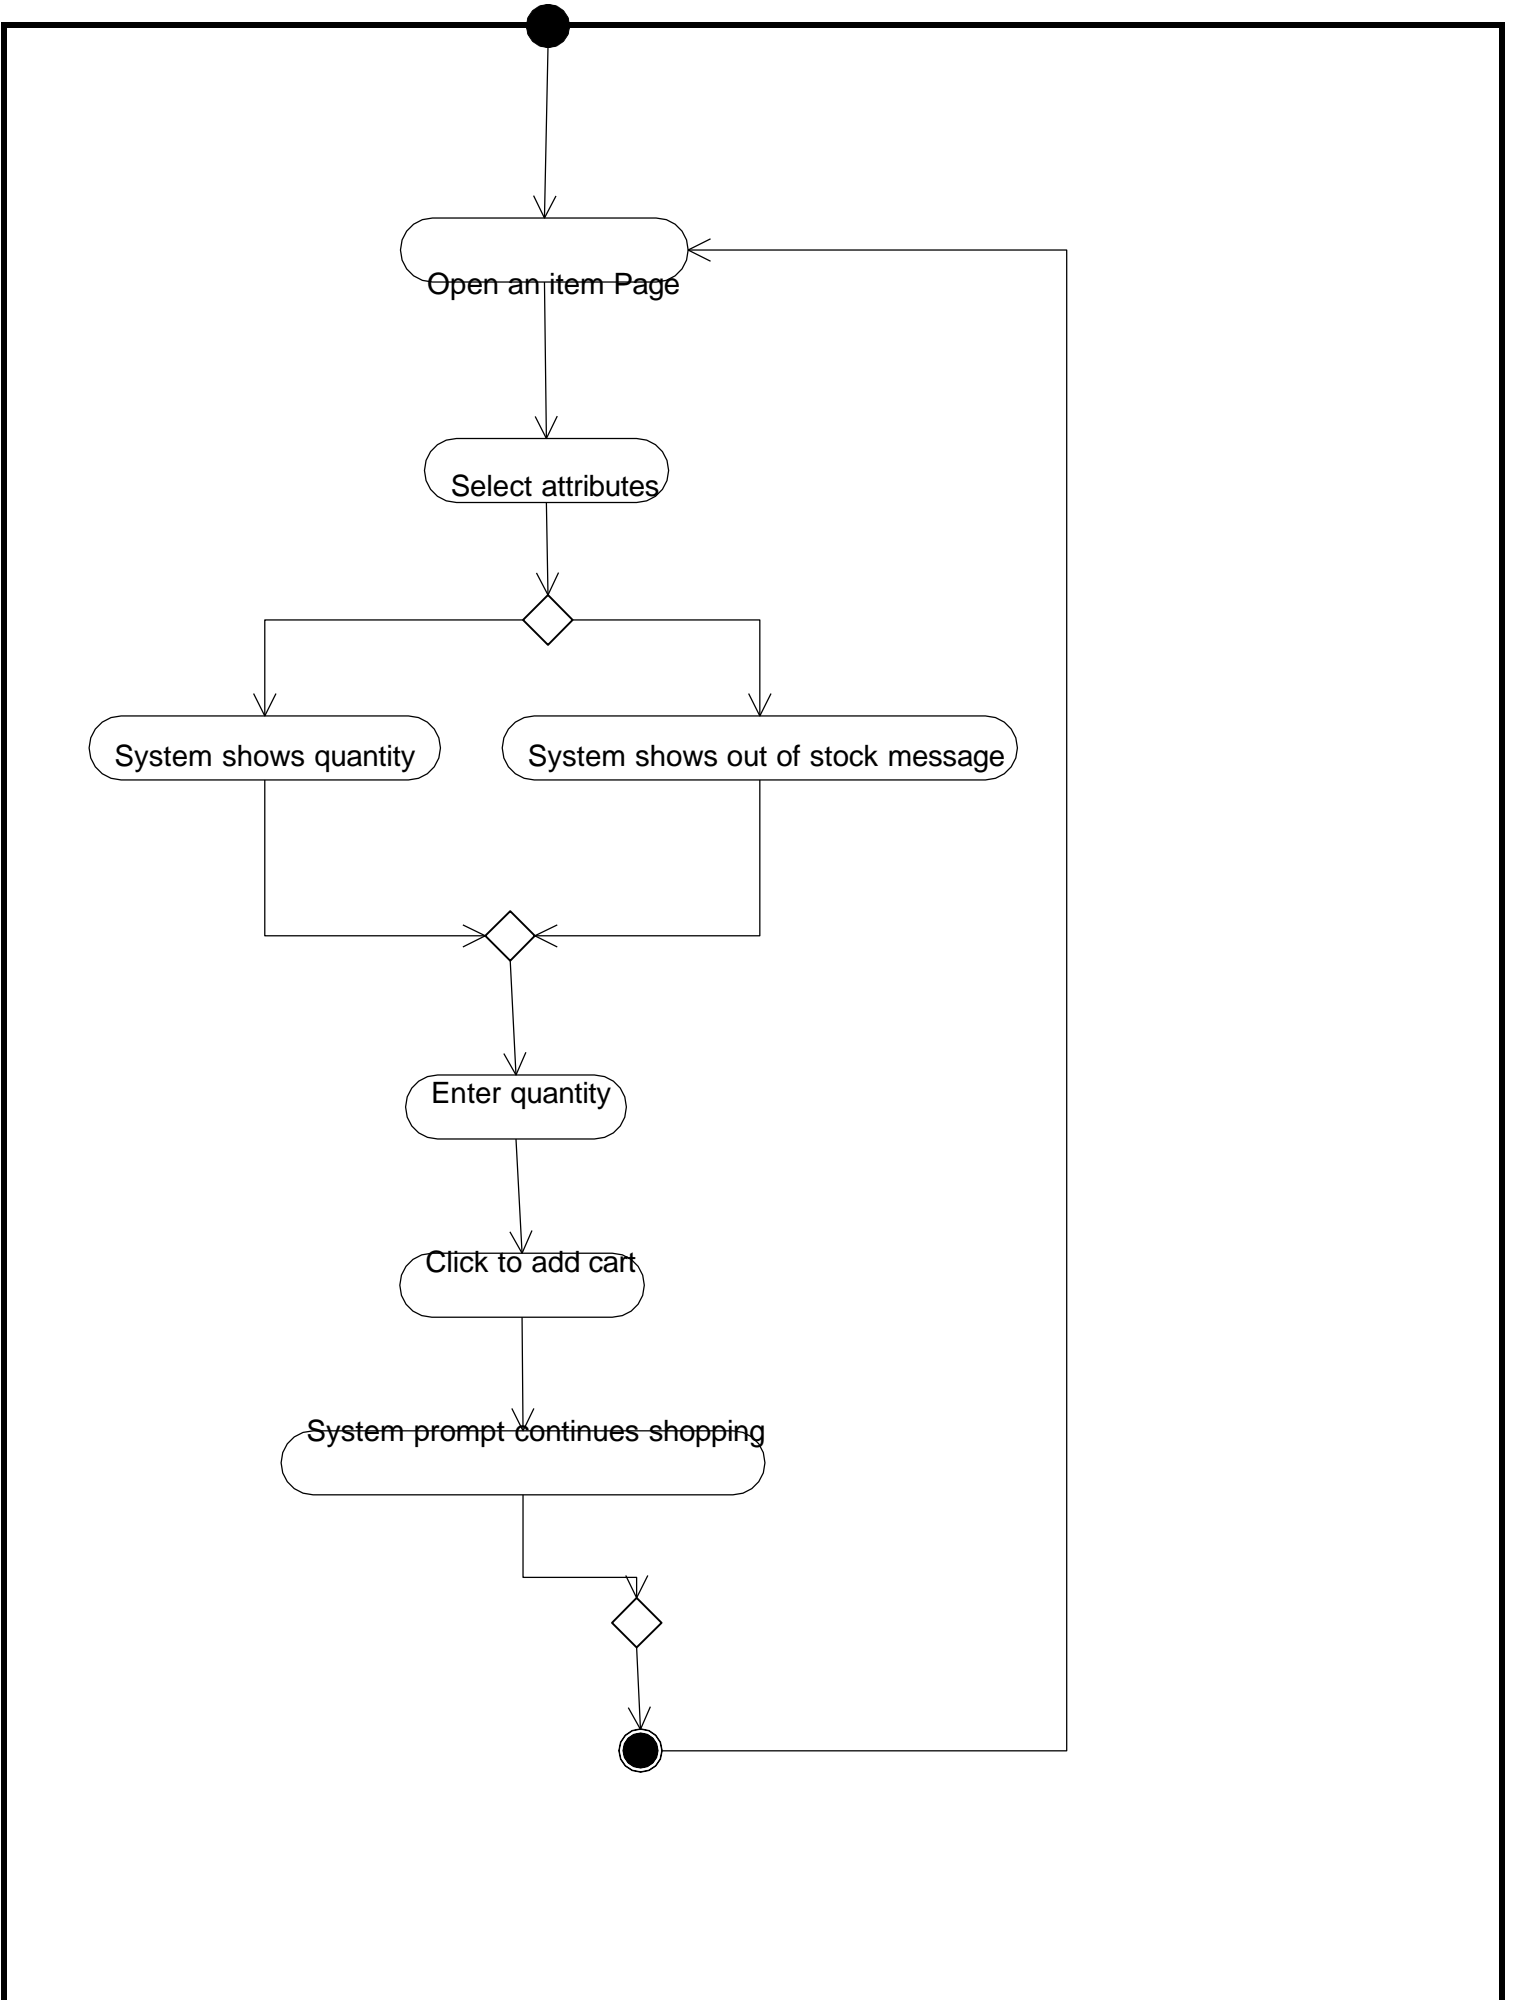 Open an item Page
Select attributes
System shows quantity
System shows out of stock message
Enter quantity
Click to add cart
System prompt continues shopping